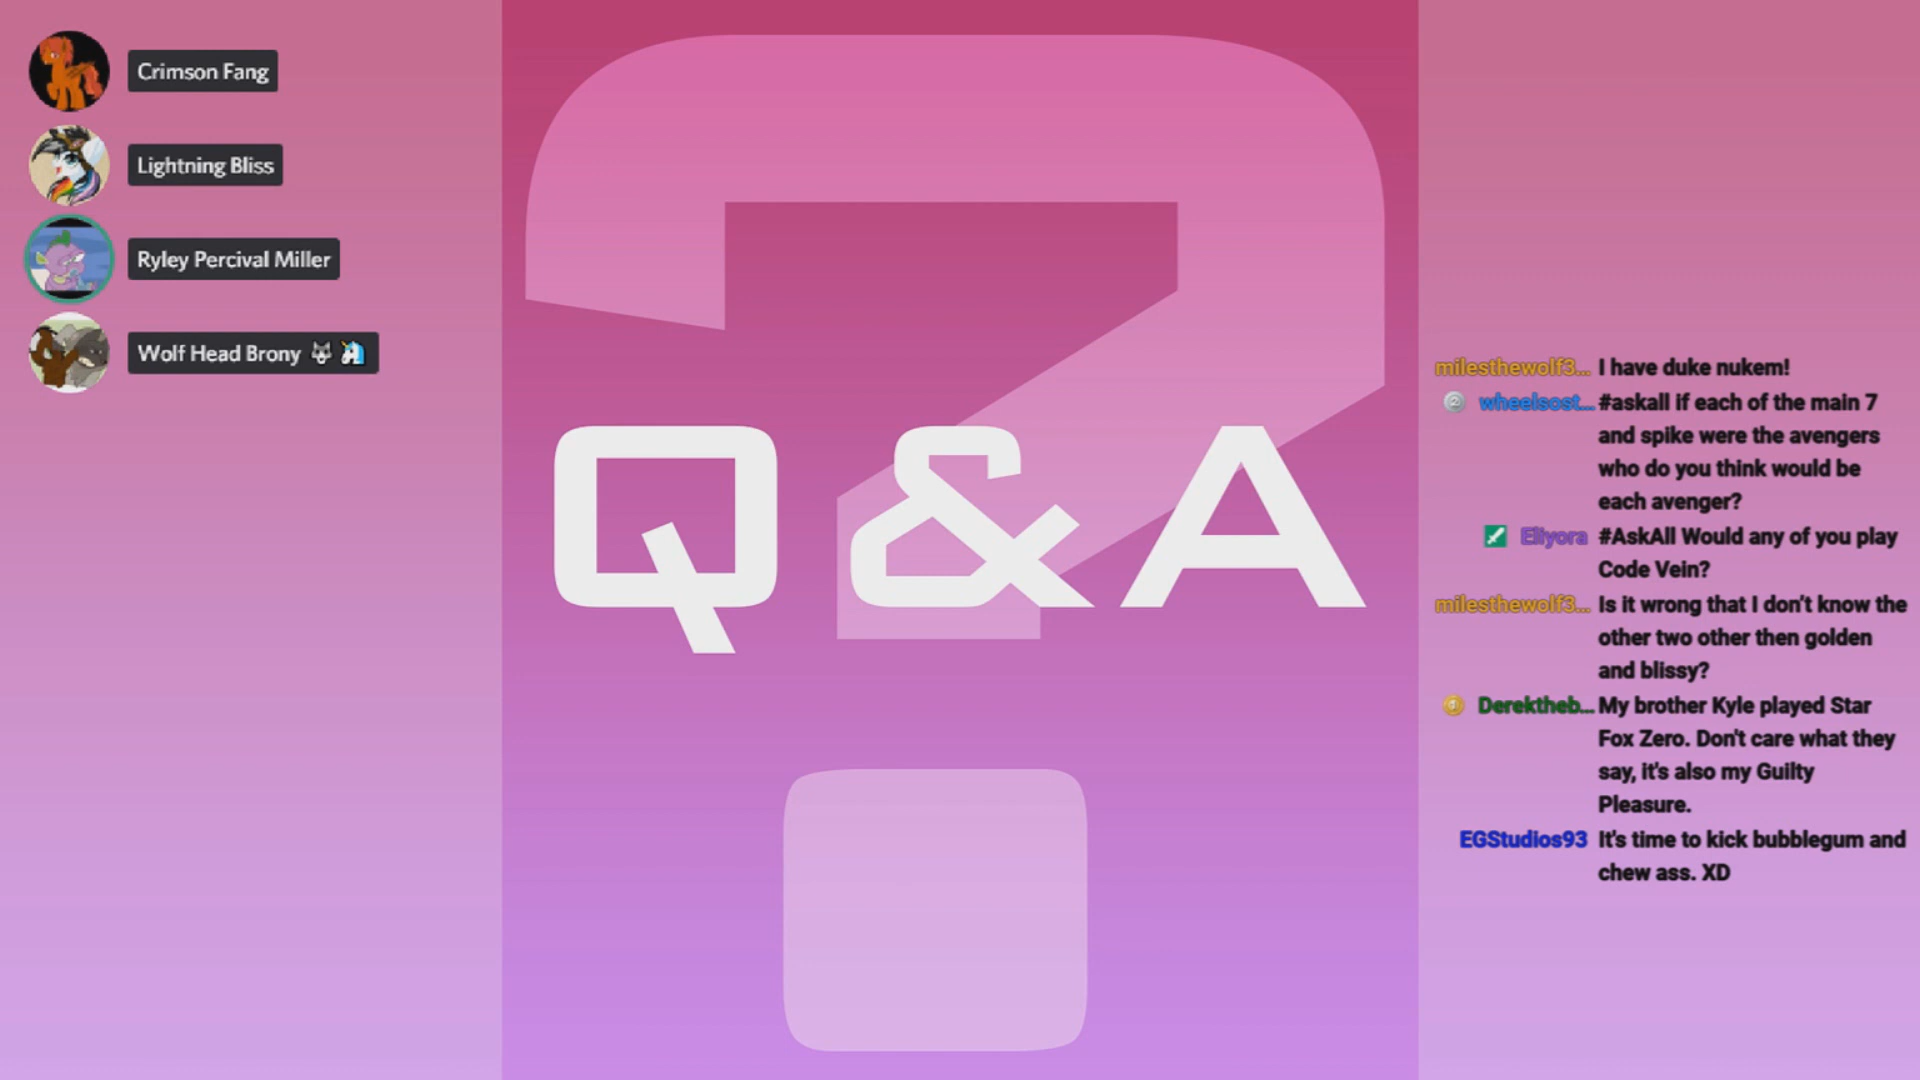 Crimson Fang
Lightning Bliss
Ryley Percival Miller
Wolf Head Brony
Q & A
milesthewolf3... I have duke nukem!
wheelsost... #askall if each of the main 7
and spike were the avengers
who do you think would be
each avenger?
Ellyora #AskAll Would any of you play
Code Vein?
milesthewolf3... Is it wrong that I don't know the
other two other then golden
and blissy?
Derektheb... My brother Kyle played Star
Fox Zero. Don't care what they
say, it's also my Guilty
Pleasure.
EGStudios93 It's time to kick bubblegum and
chew ass. XD